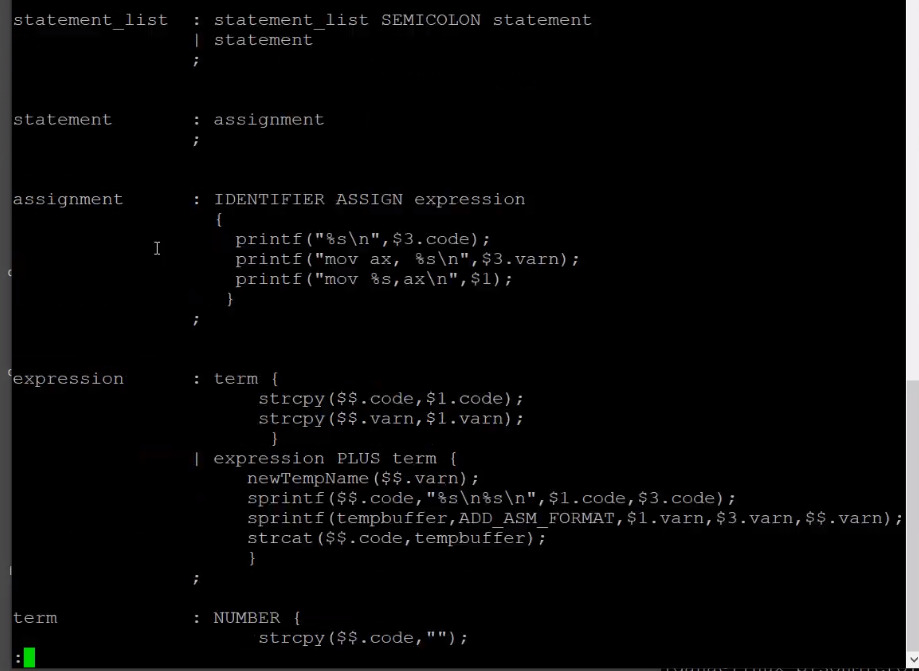 statement_list : statement_list SEMICOLON statement
| statement
;
statement : assignment
;
assignment : IDENTIFIER ASSIGN expression
{
printf("%s\n",$3.code);
printf("mov ax, %s\n",$3.varn);
printf("mov %s,ax\n",$1);
}
;
expression : term {
strcpy($$.code,$1.code);
strcpy($$.varn,$1.varn);
}
| expression PLUS term {
newTempName($$.varn);
sprintf($$.code,"%s\n%s\n",$1.code,$3.code);
sprintf(tempbuffer,ADD_ASM_FORMAT,$1.varn,$3.varn,$$.varn);
strcat($$.code,tempbuffer);
}
;
term : NUMBER {
strcpy($$.code,"");
: